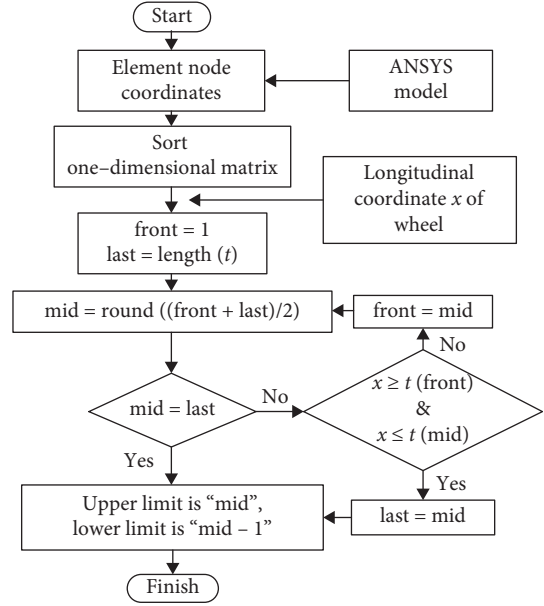 Start
Element node
coordinates
ANSYS
model
Sort
one–dimensional matrix
Longitudinal
coordinate x of
wheel
front = 1
last = length (t)
mid = round ((front + last)/2)
front = mid
No
mid = last
No
x ≥ t (front)
&
x ≤ t (mid)
Yes
Yes
Upper limit is “mid”,
lower limit is “mid – 1”
last = mid
Finish